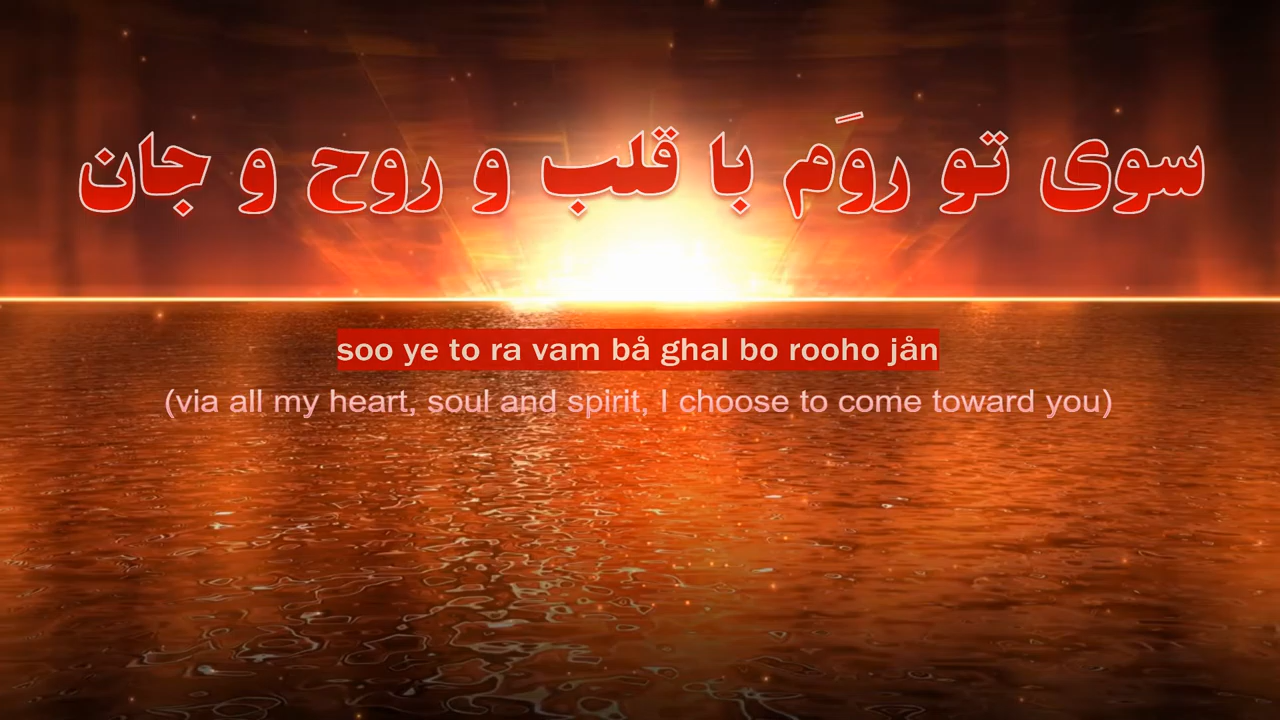 سوی تو روَم با قلب و روح و جان
soo ye to ra vam bå ghal bo rooho jån
(via all my heart, soul and spirit, I choose to come toward you)